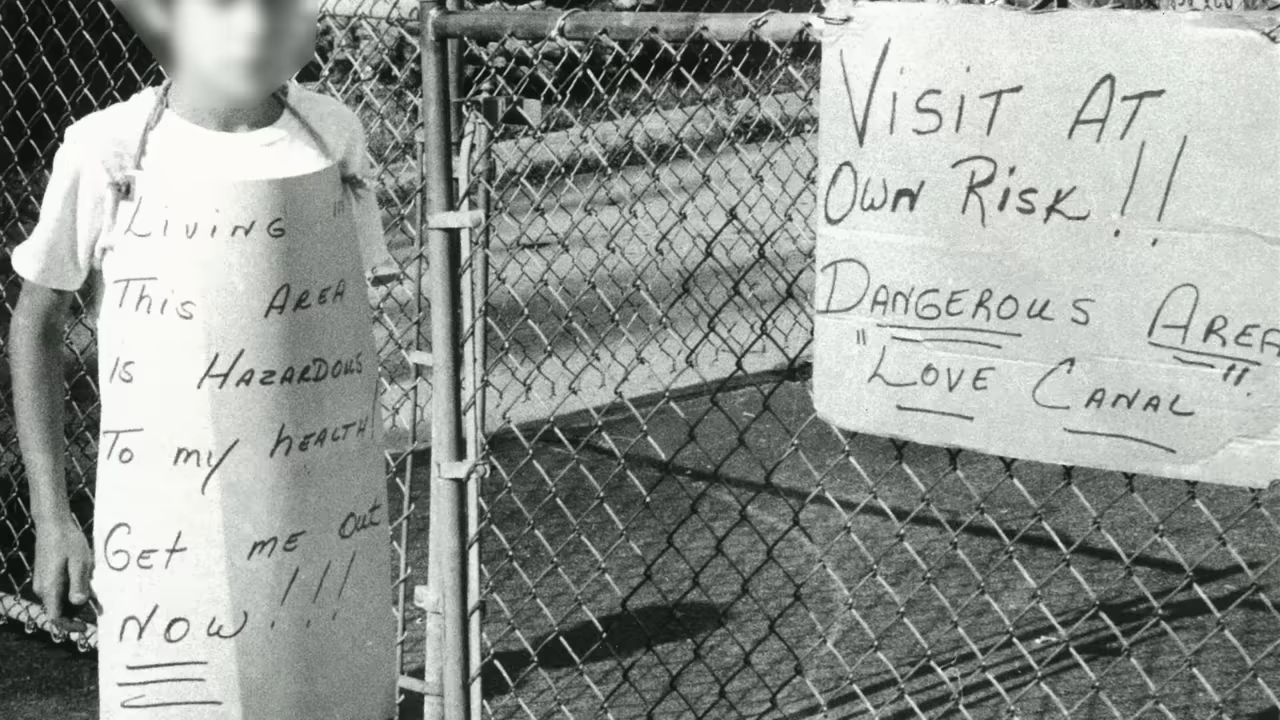 Living in
This AREA
is HAZARDOUS
To my hEALTH
GEt mE out
NOW!!!
VISIT AT
OWN RISK!!
DANGEROUS AREA
"LOVE CANAL"